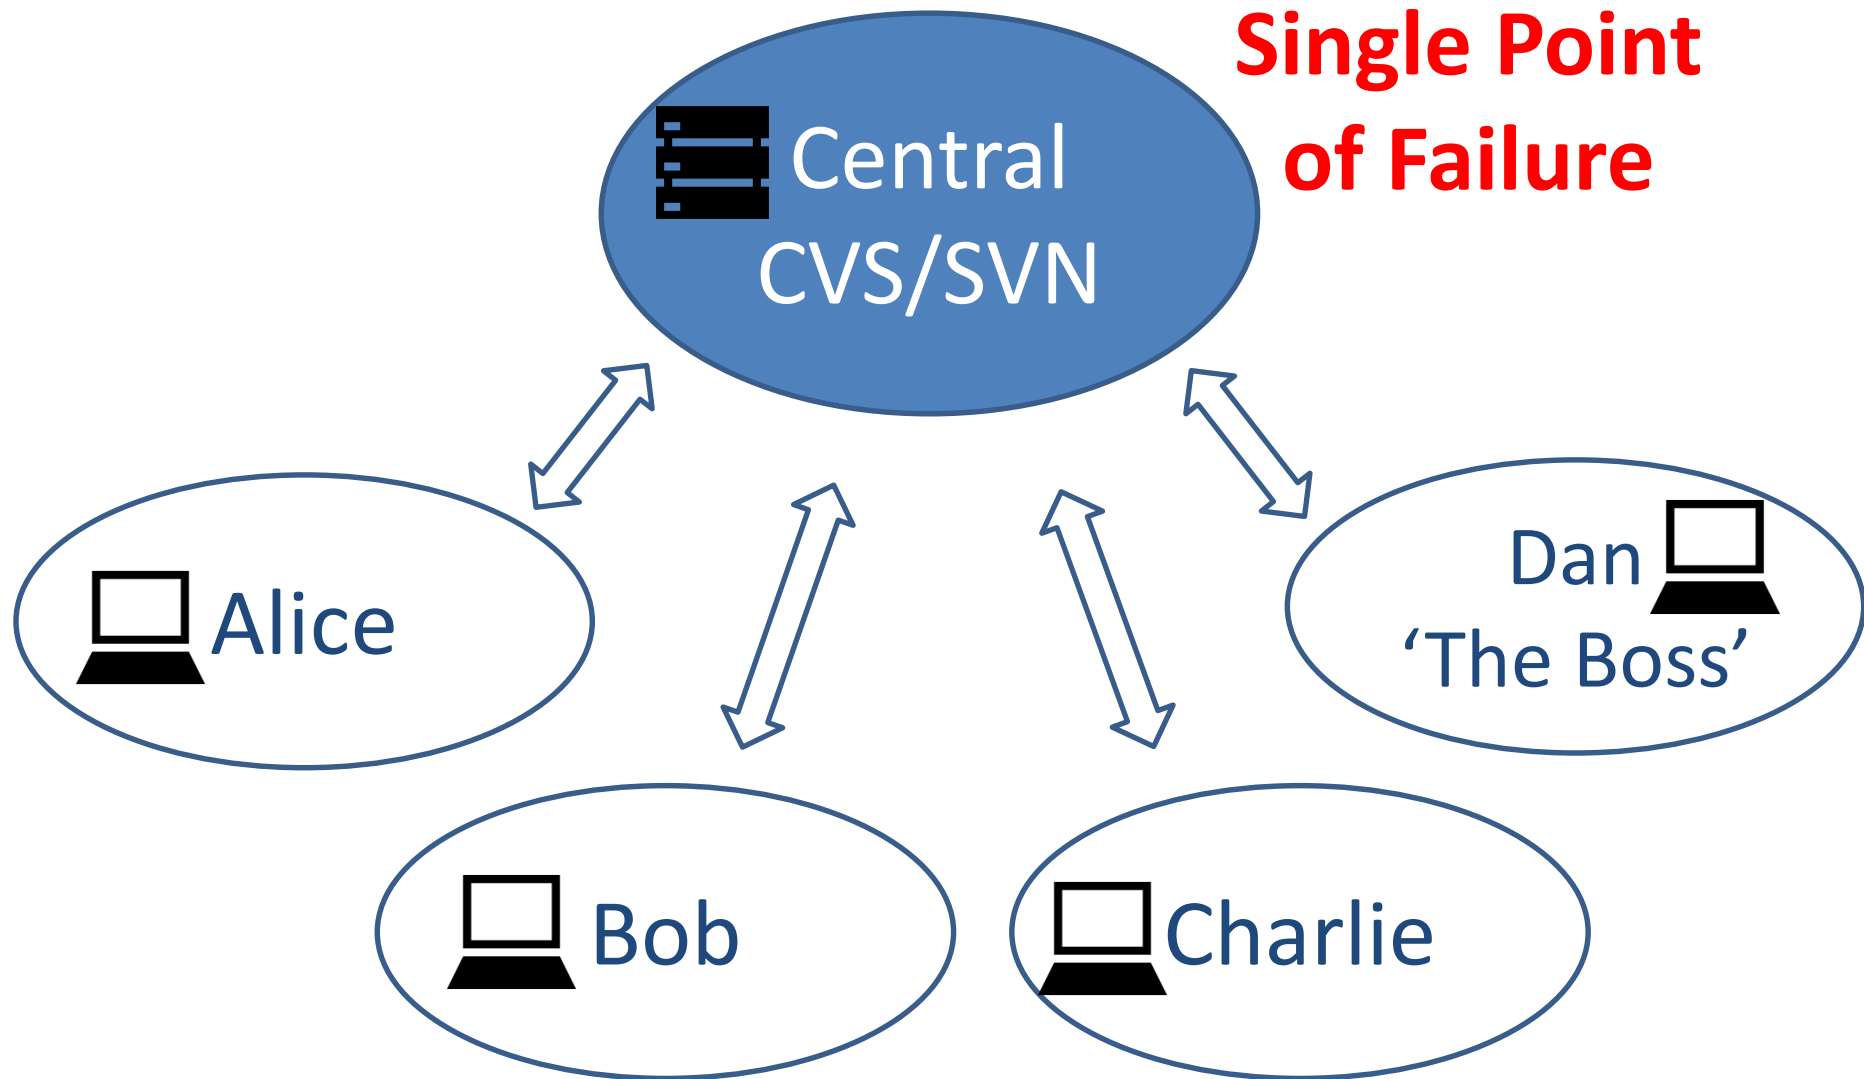 Single Point
of Failure
Central
CVS/SVN
Alice
Dan
‘The Boss’
Bob
Charlie